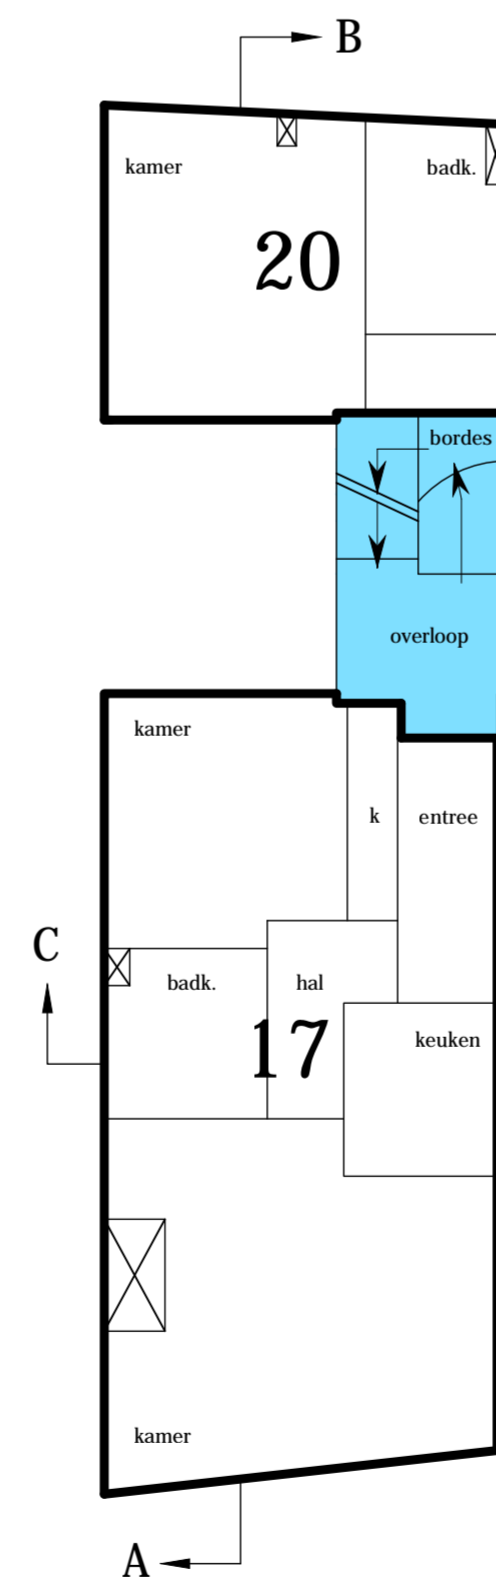 B
kamer
badk.
20
bordes
overloop
kamer
k
entree
C
badk.
hal
keuken
17
kamer
A